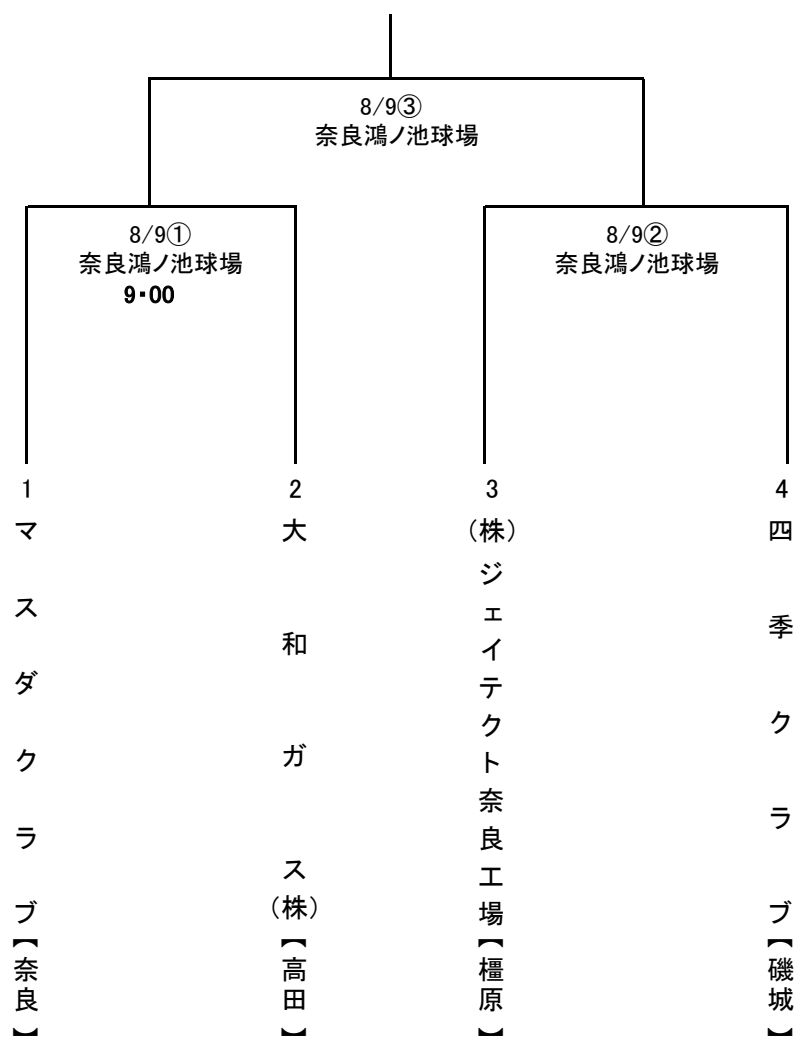 8/9③
奈良鴻ノ池球場
8/9①
奈良鴻ノ池球場
9・00
8/9②
奈良鴻ノ池球場
1
マスダクラブ【奈良】
2
大和ガス(株)【高田】
3
(株)ジェイテクト奈良工場【橿原】
4
四季クラブ【磯城】